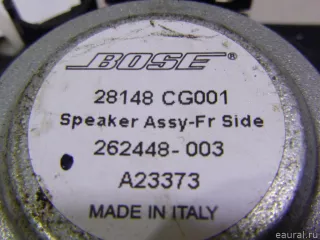 BOSE®
28148 CG001
Speaker Assy-Fr Side
262448-003
A23373
MADE IN ITALY
eaural.ru